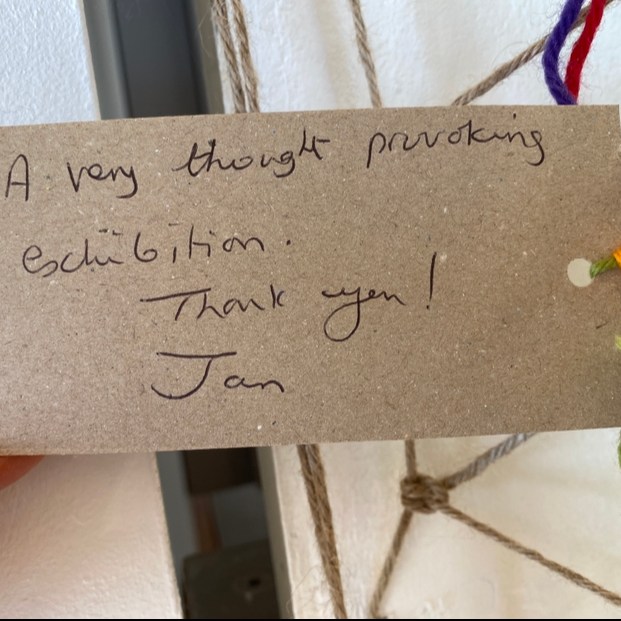 A very thought provoking
exhibition.
Thank you!
Jan